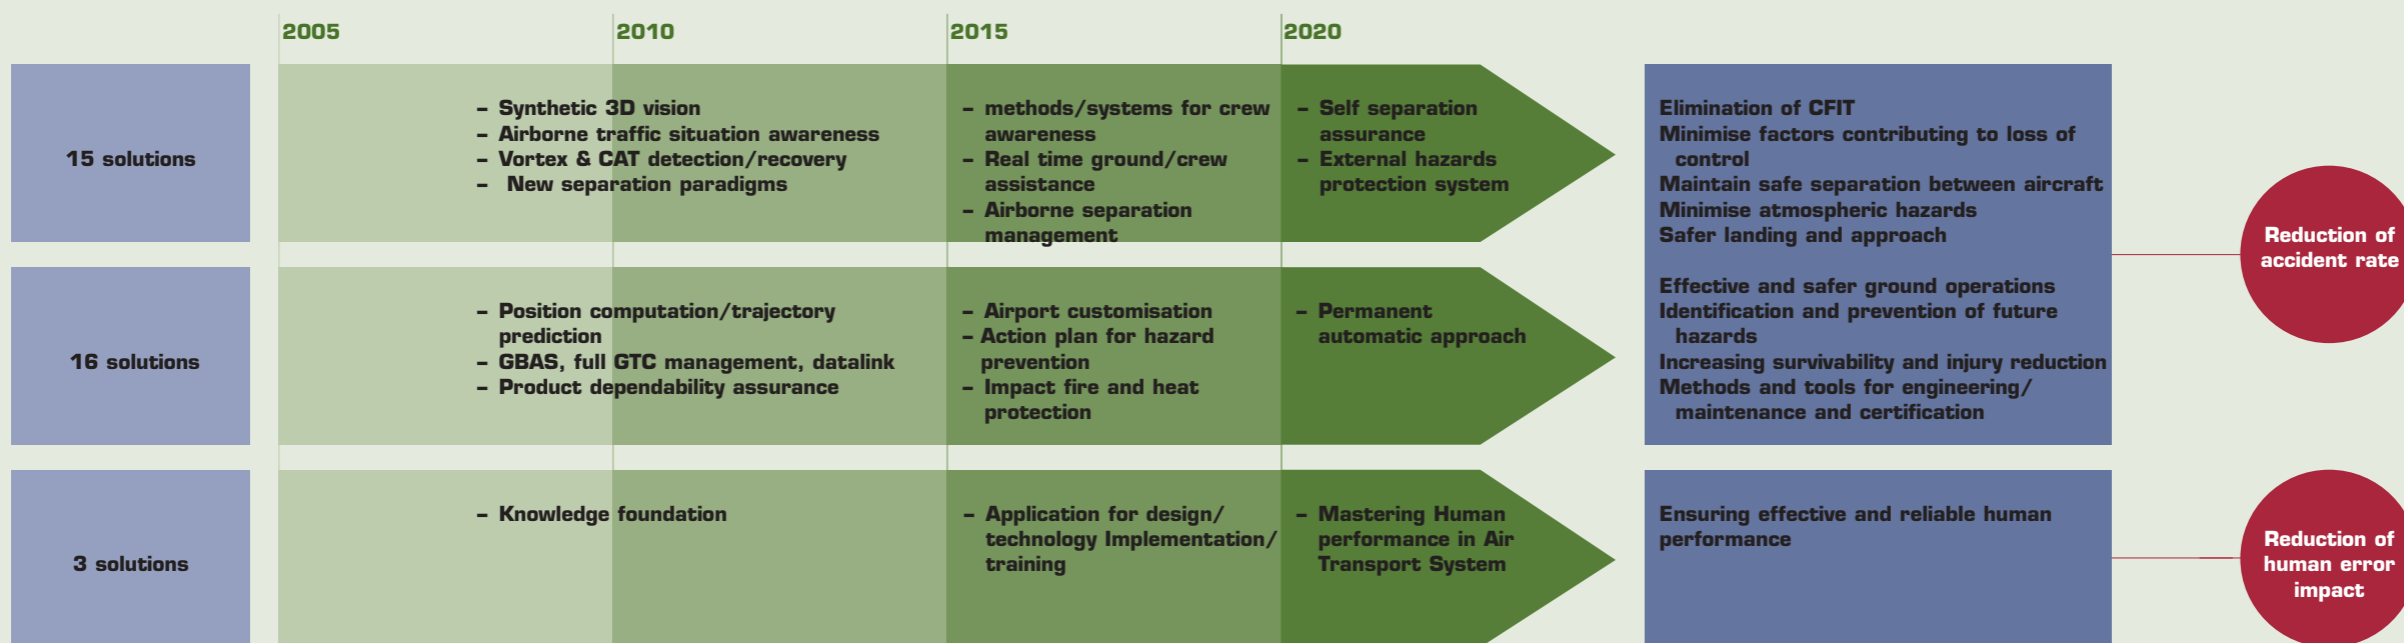 2005
2010
2015
2020
15 solutions
– Synthetic 3D vision
– Airborne traffic situation awareness
– Vortex & CAT detection/recovery
– New separation paradigms
– methods/systems for crew
awareness
– Real time ground/crew
assistance
– Airborne separation
management
– Self separation
assurance
– External hazards
protection system
Elimination of CFIT
Minimise factors contributing to loss of
control
Maintain safe separation between aircraft
Minimise atmospheric hazards
Safer landing and approach
Effective and safer ground operations
Identification and prevention of future
hazards
Increasing survivability and injury reduction
Methods and tools for engineering/
maintenance and certification
Reduction of
accident rate
16 solutions
– Position computation/trajectory
prediction
– GBAS, full GTC management, datalink
– Product dependability assurance
– Airport customisation
– Action plan for hazard
prevention
– Impact fire and heat
protection
– Permanent
automatic approach
3 solutions
– Knowledge foundation
– Application for design/
technology Implementation/
training
– Mastering Human
performance in Air
Transport System
Ensuring effective and reliable human
performance
Reduction of
human error
impact